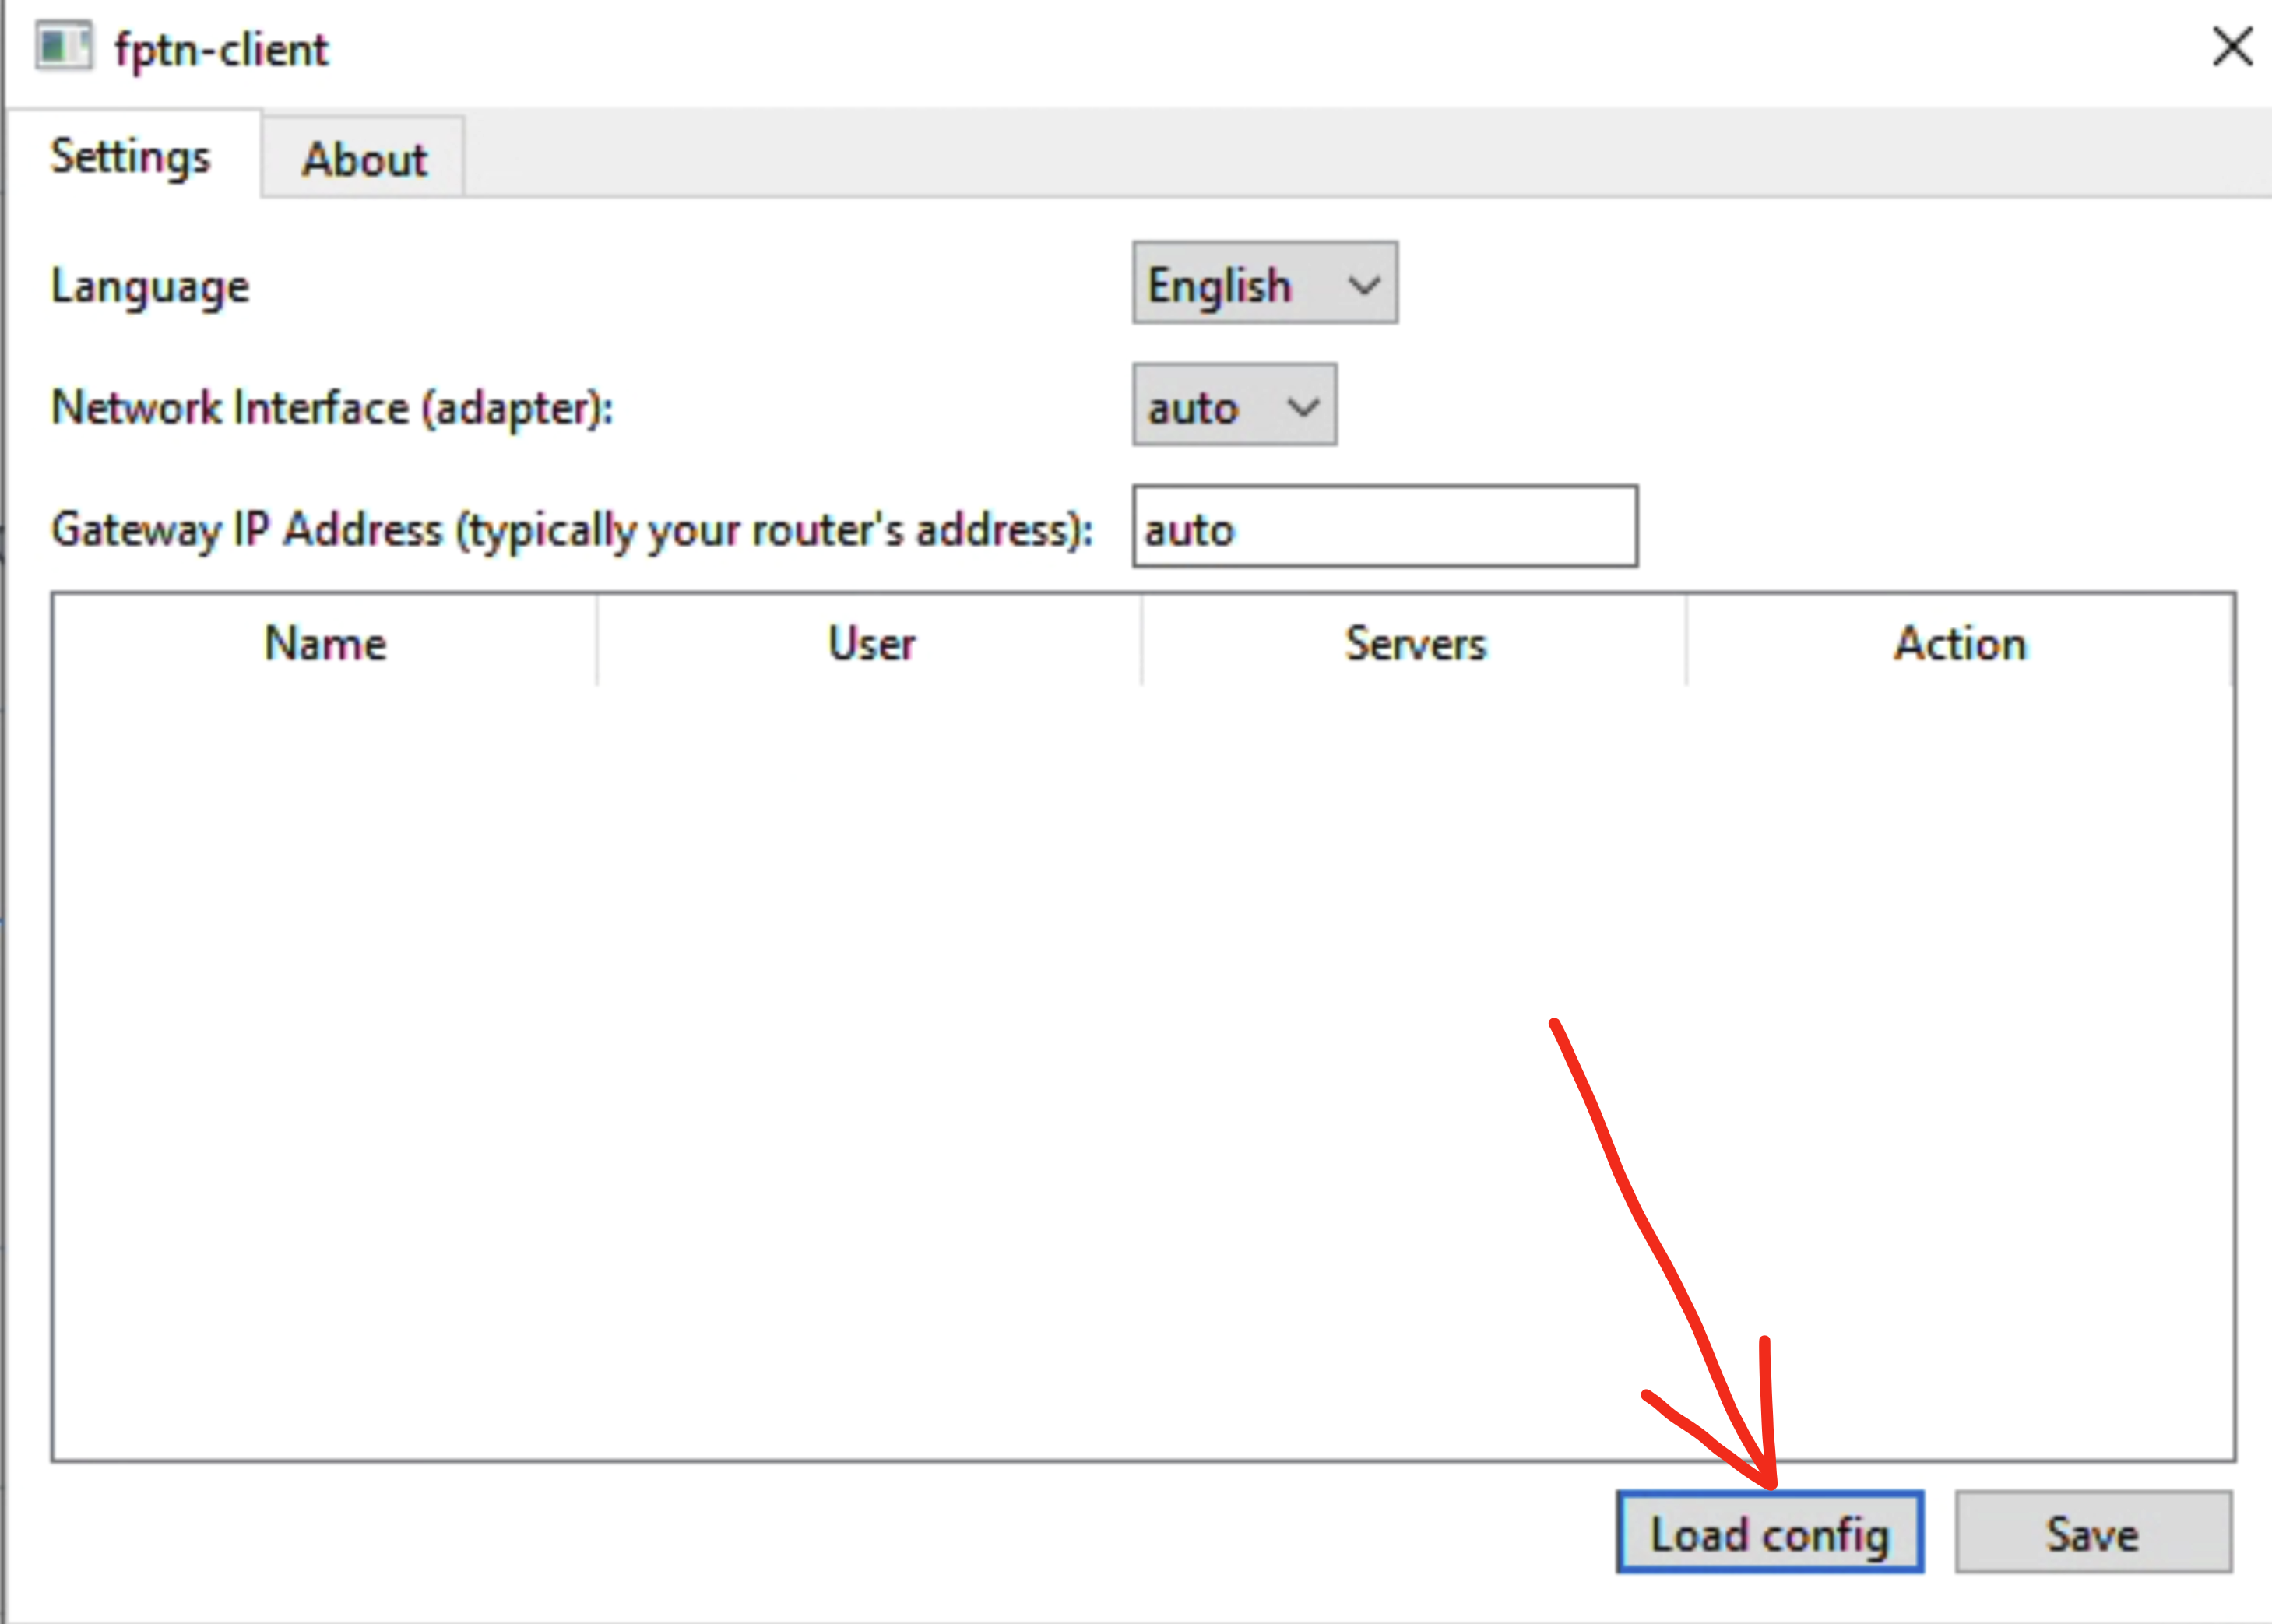 fptn-client
Settings About
Language English
Network Interface (adapter): auto
Gateway IP Address (typically your router's address): auto
Name User Servers Action
Load config Save